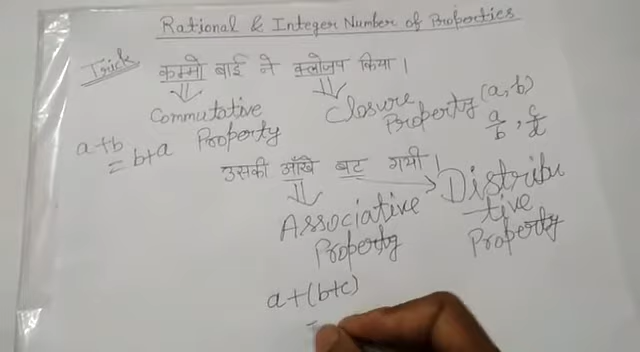 Rational & Integer Number of Properties
Trick कम्मो बाई ने क्लोजप किया।
Commutative Property
Closure Property (a, b)
a/b, c/d
a+b
= b+a
उसकी आँखे बट गयी।
Associative Property
Distributive Property
a+(b+c)
=